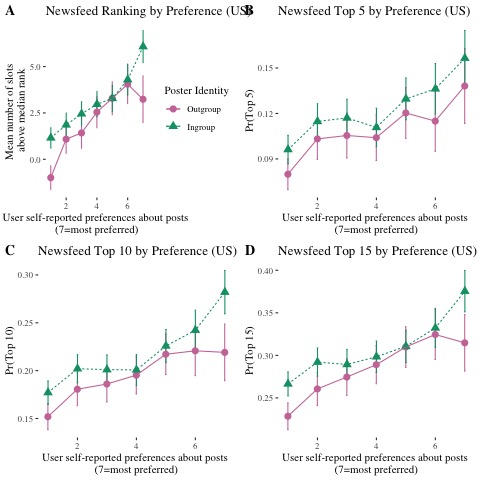 A Newsfeed Ranking by Preference (US)
Mean number of slots
above median rank
5.0
2.5
0.0
2 4 6
User self-reported preferences about posts
(7=most preferred)
Poster Identity
Outgroup
Ingroup
B Newsfeed Top 5 by Preference (US)
Pr(Top 5)
0.15
0.12
0.09
2 4 6
User self-reported preferences about posts
(7=most preferred)
C Newsfeed Top 10 by Preference (US)
Pr(Top 10)
0.30
0.25
0.20
0.15
2 4 6
User self-reported preferences about posts
(7=most preferred)
D Newsfeed Top 15 by Preference (US)
Pr(Top 15)
0.40
0.35
0.30
0.25
2 4 6
User self-reported preferences about posts
(7=most preferred)